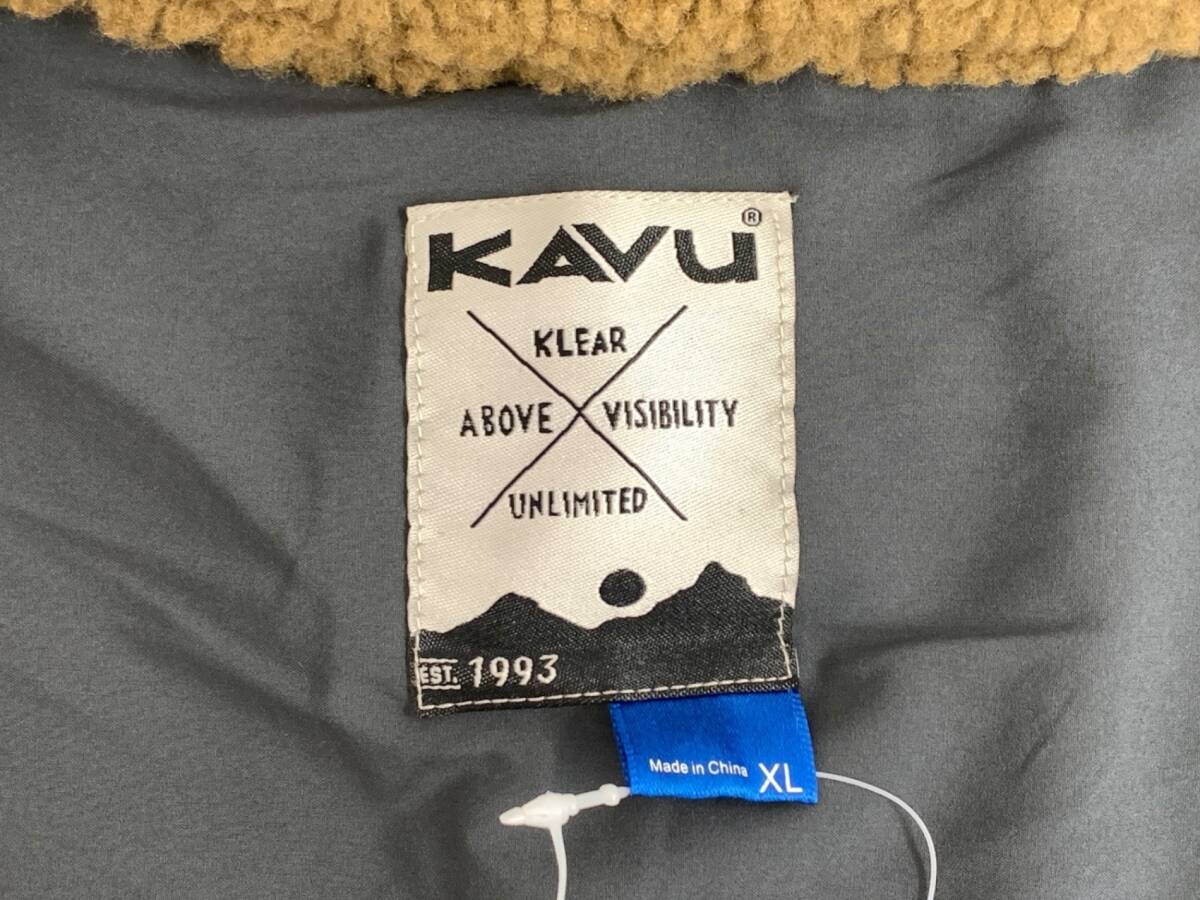 KAVU®
KLEAR
ABOVE VISIBILITY
UNLIMITED
EST. 1993
Made in China XL